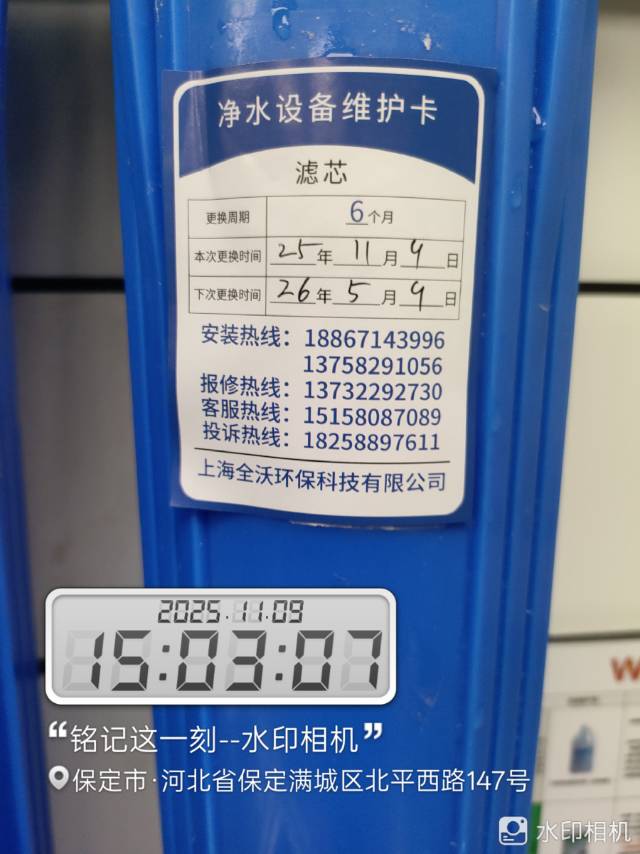 净水设备维护卡
滤芯
更换周期 6个月
本次更换时间 25年11月9日
下次更换时间 26年5月9日
安装热线：18867143996
13758291056
报修热线：13732292730
客服热线：15158087089
投诉热线：18258897611
上海全沃环保科技有限公司
2025.11.09
15:03:07
“铭记这一刻--水印相机”
保定市·河北省保定满城区北平西路147号
W
水印相机